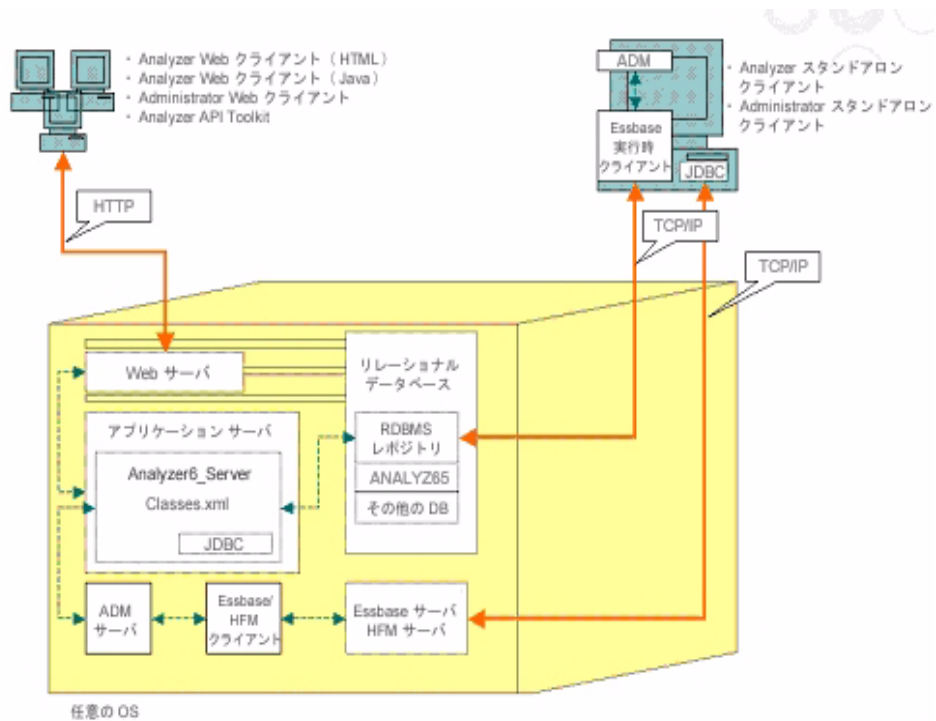 ・ Analyzer Web クライアント（ HTML）
・ Analyzer Web クライアント（ Java）
・ Administrator Web クライアント
・ Analyzer API Toolkit
ADM
Essbase
実行時
クライアント
JDBC
・ Analyzer スタンドアロン
クライアント
・ Administrator スタンドアロン
クライアント
HTTP
TCP/IP
TCP/IP
Web サーバ
リレーショナル
データベース
RDBMS
レポジトリ
ANALYZ65
その他の DB
アプリケーション サーバ
Analyzer6_Server
Classes.xml
JDBC
ADM
サーバ
Essbase/
HFM
クライアント
Essbase サーバ
HFM サーバ
任意の OS